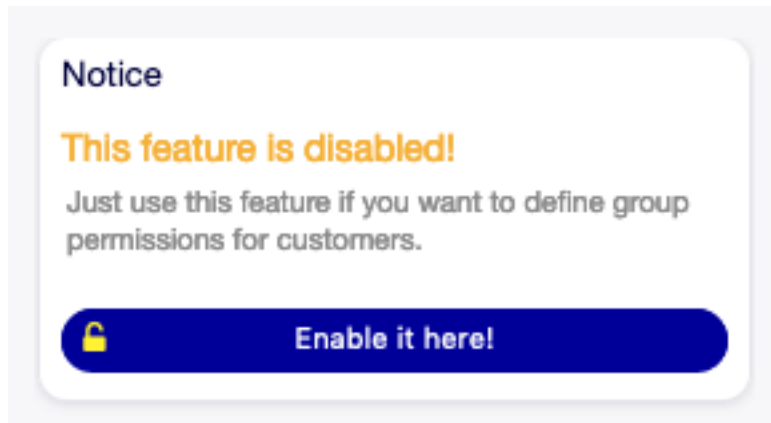 Notice
This feature is disabled!
Just use this feature if you want to define group
permissions for customers.
Enable it here!